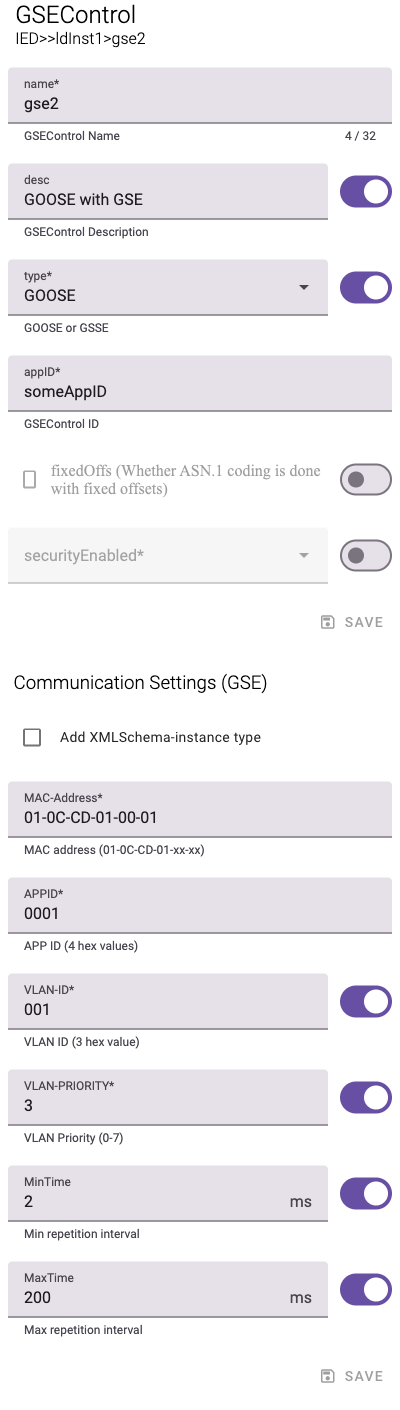 GSEControl
IED>>ldInst1>gse2
name*
gse2
GSEControl Name 4 / 32
desc
GOOSE with GSE
GSEControl Description
type*
GOOSE
GOOSE or GSSE
appID*
someAppID
GSEControl ID
fixedOffs (Whether ASN.1 coding is done
with fixed offsets)
securityEnabled*
SAVE
Communication Settings (GSE)
Add XMLSchema-instance type
MAC-Address*
01-0C-CD-01-00-01
MAC address (01-0C-CD-01-xx-xx)
APPID*
0001
APP ID (4 hex values)
VLAN-ID*
001
VLAN ID (3 hex value)
VLAN-PRIORITY*
3
VLAN Priority (0-7)
MinTime
2 ms
Min repetition interval
MaxTime
200 ms
Max repetition interval
SAVE